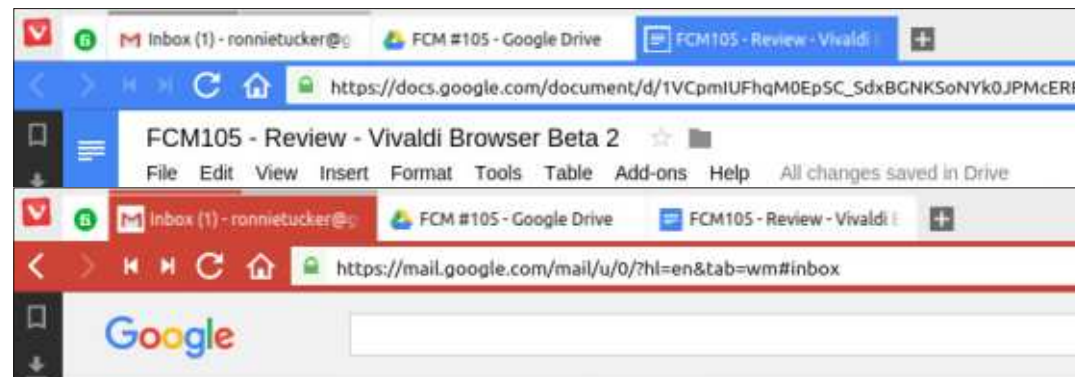 6 Inbox (1) - ronnietucker@g FCM #105 - Google Drive FCM105 - Review - Vivaldi
https://docs.google.com/document/d/1VCpmIUFhqM0EpSC_SdxBGNKSoNYk0JPMcER
FCM105 - Review - Vivaldi Browser Beta 2
File Edit View Insert Format Tools Table Add-ons Help All changes saved in Drive
6 Inbox (1) - ronnietucker@g FCM #105 - Google Drive FCM105 - Review - Vivaldi
https://mail.google.com/mail/u/0/?hl=en&tab=wm#inbox
Google